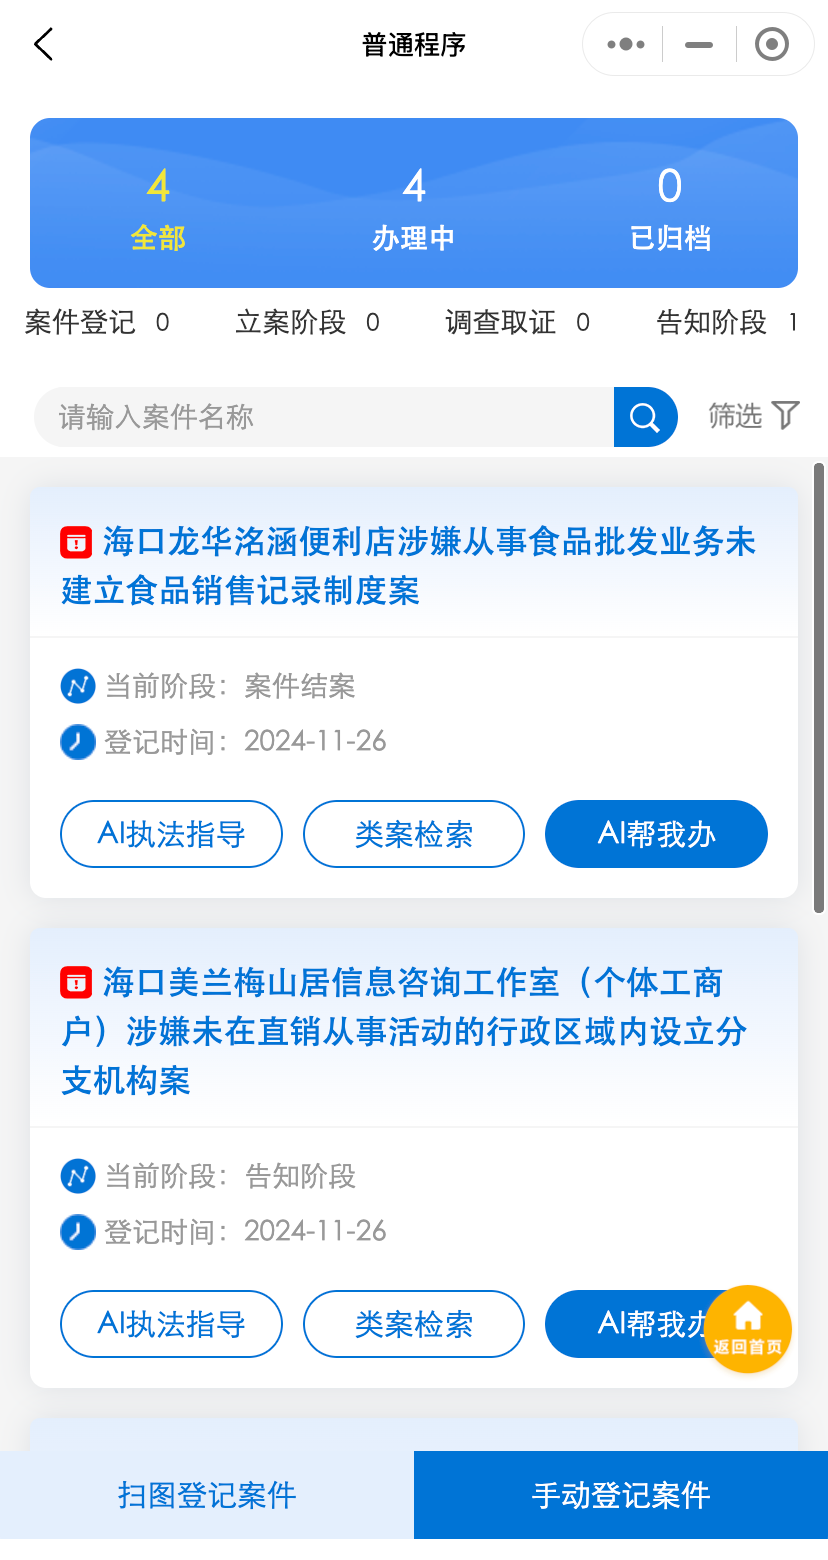 普通程序
4 4 0
全部 办理中 已归档
案件登记 0 立案阶段 0 调查取证 0 告知阶段 1
请输入案件名称 筛选
海口龙华洺涵便利店涉嫌从事食品批发业务未
建立食品销售记录制度案
当前阶段：案件结案
登记时间：2024-11-26
AI执法指导 类案检索 AI帮我办
海口美兰梅山居信息咨询工作室（个体工商
户）涉嫌未在直销从事活动的行政区域内设立分
支机构案
当前阶段：告知阶段
登记时间：2024-11-26
AI执法指导 类案检索 AI帮我办
返回首页
扫图登记案件 手动登记案件